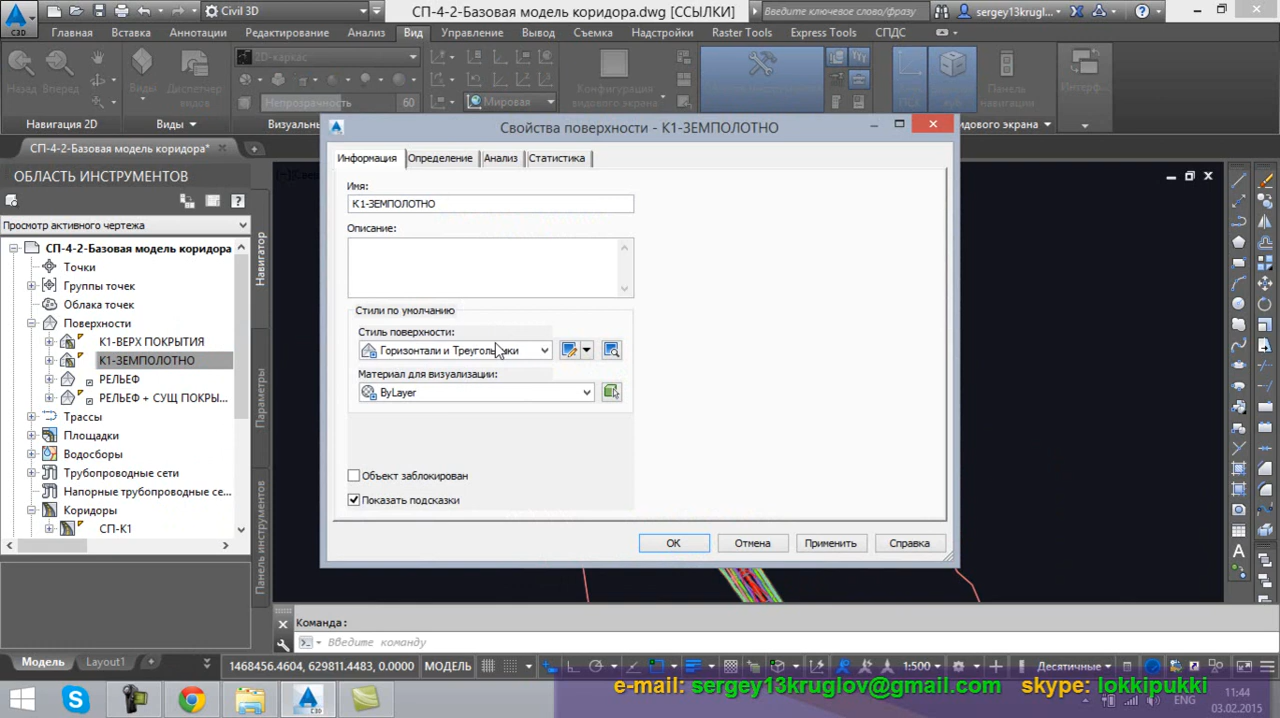 Civil 3D
СП-4-2-Базовая модель коридора.dwg [ССЫЛКИ]
Введите ключевое слово/фразу
sergey13krugl...
C3D
Главная
Вставка
Аннотации
Редактирование
Анализ
Вид
Управление
Вывод
Съемка
Надстройки
Raster Tools
Express Tools
СПДС
2D-каркас
Назад
Вперед
Виды
Диспетчер
видов
Непрозрачность
60
Мировая
Конфигурация
видового экрана
Панель
навигации
Интерф...
Навигация 2D
Виды
Визуаль
идового экрана
СП-4-2-Базовая модель коридора*
ОБЛАСТЬ ИНСТРУМЕНТОВ
Просмотр активного чертежа
СП-4-2-Базовая модель коридора
Точки
Группы точек
Облака точек
Поверхности
К1-ВЕРХ ПОКРЫТИЯ
К1-ЗЕМПОЛОТНО
РЕЛЬЕФ
РЕЛЬЕФ + СУЩ ПОКРЫ...
Трассы
Площадки
Водосборы
Трубопроводные сети
Напорные трубопроводные се...
Коридоры
СП-К1
Навигатор
Параметры
Панель инструментов
Свойства поверхности - К1-ЗЕМПОЛОТНО
Информация
Определение
Анализ
Статистика
Имя:
К1-ЗЕМПОЛОТНО
Описание:
Стили по умолчанию
Стиль поверхности:
Горизонтали и Треугольники
Материал для визуализации:
ByLayer
Объект заблокирован
Показать подсказки
ОК
Отмена
Применить
Справка
Команда:
Введите команду
Модель
Layout1
1468456.4604, 629811.4483, 0.0000
МОДЕЛЬ
1:500
Десятичные
e-mail: sergey13kruglov@gmail.com skype: lokkipukki
ENG
11:44
03.02.2015